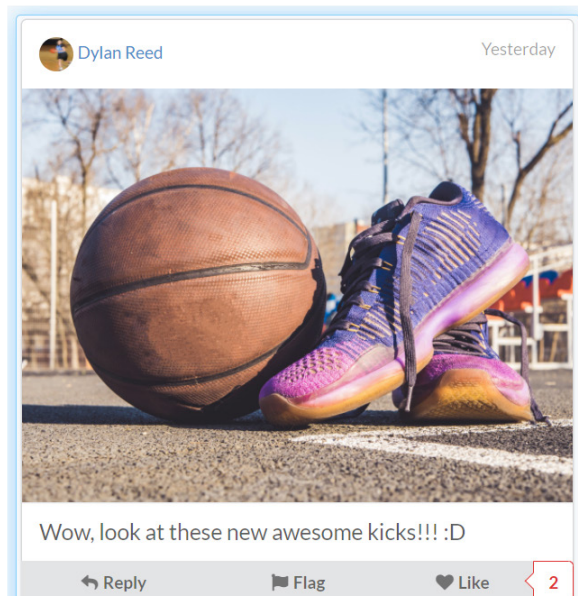 Dylan Reed
Yesterday
Wow, look at these new awesome kicks!!! :D
Reply Flag Like 2